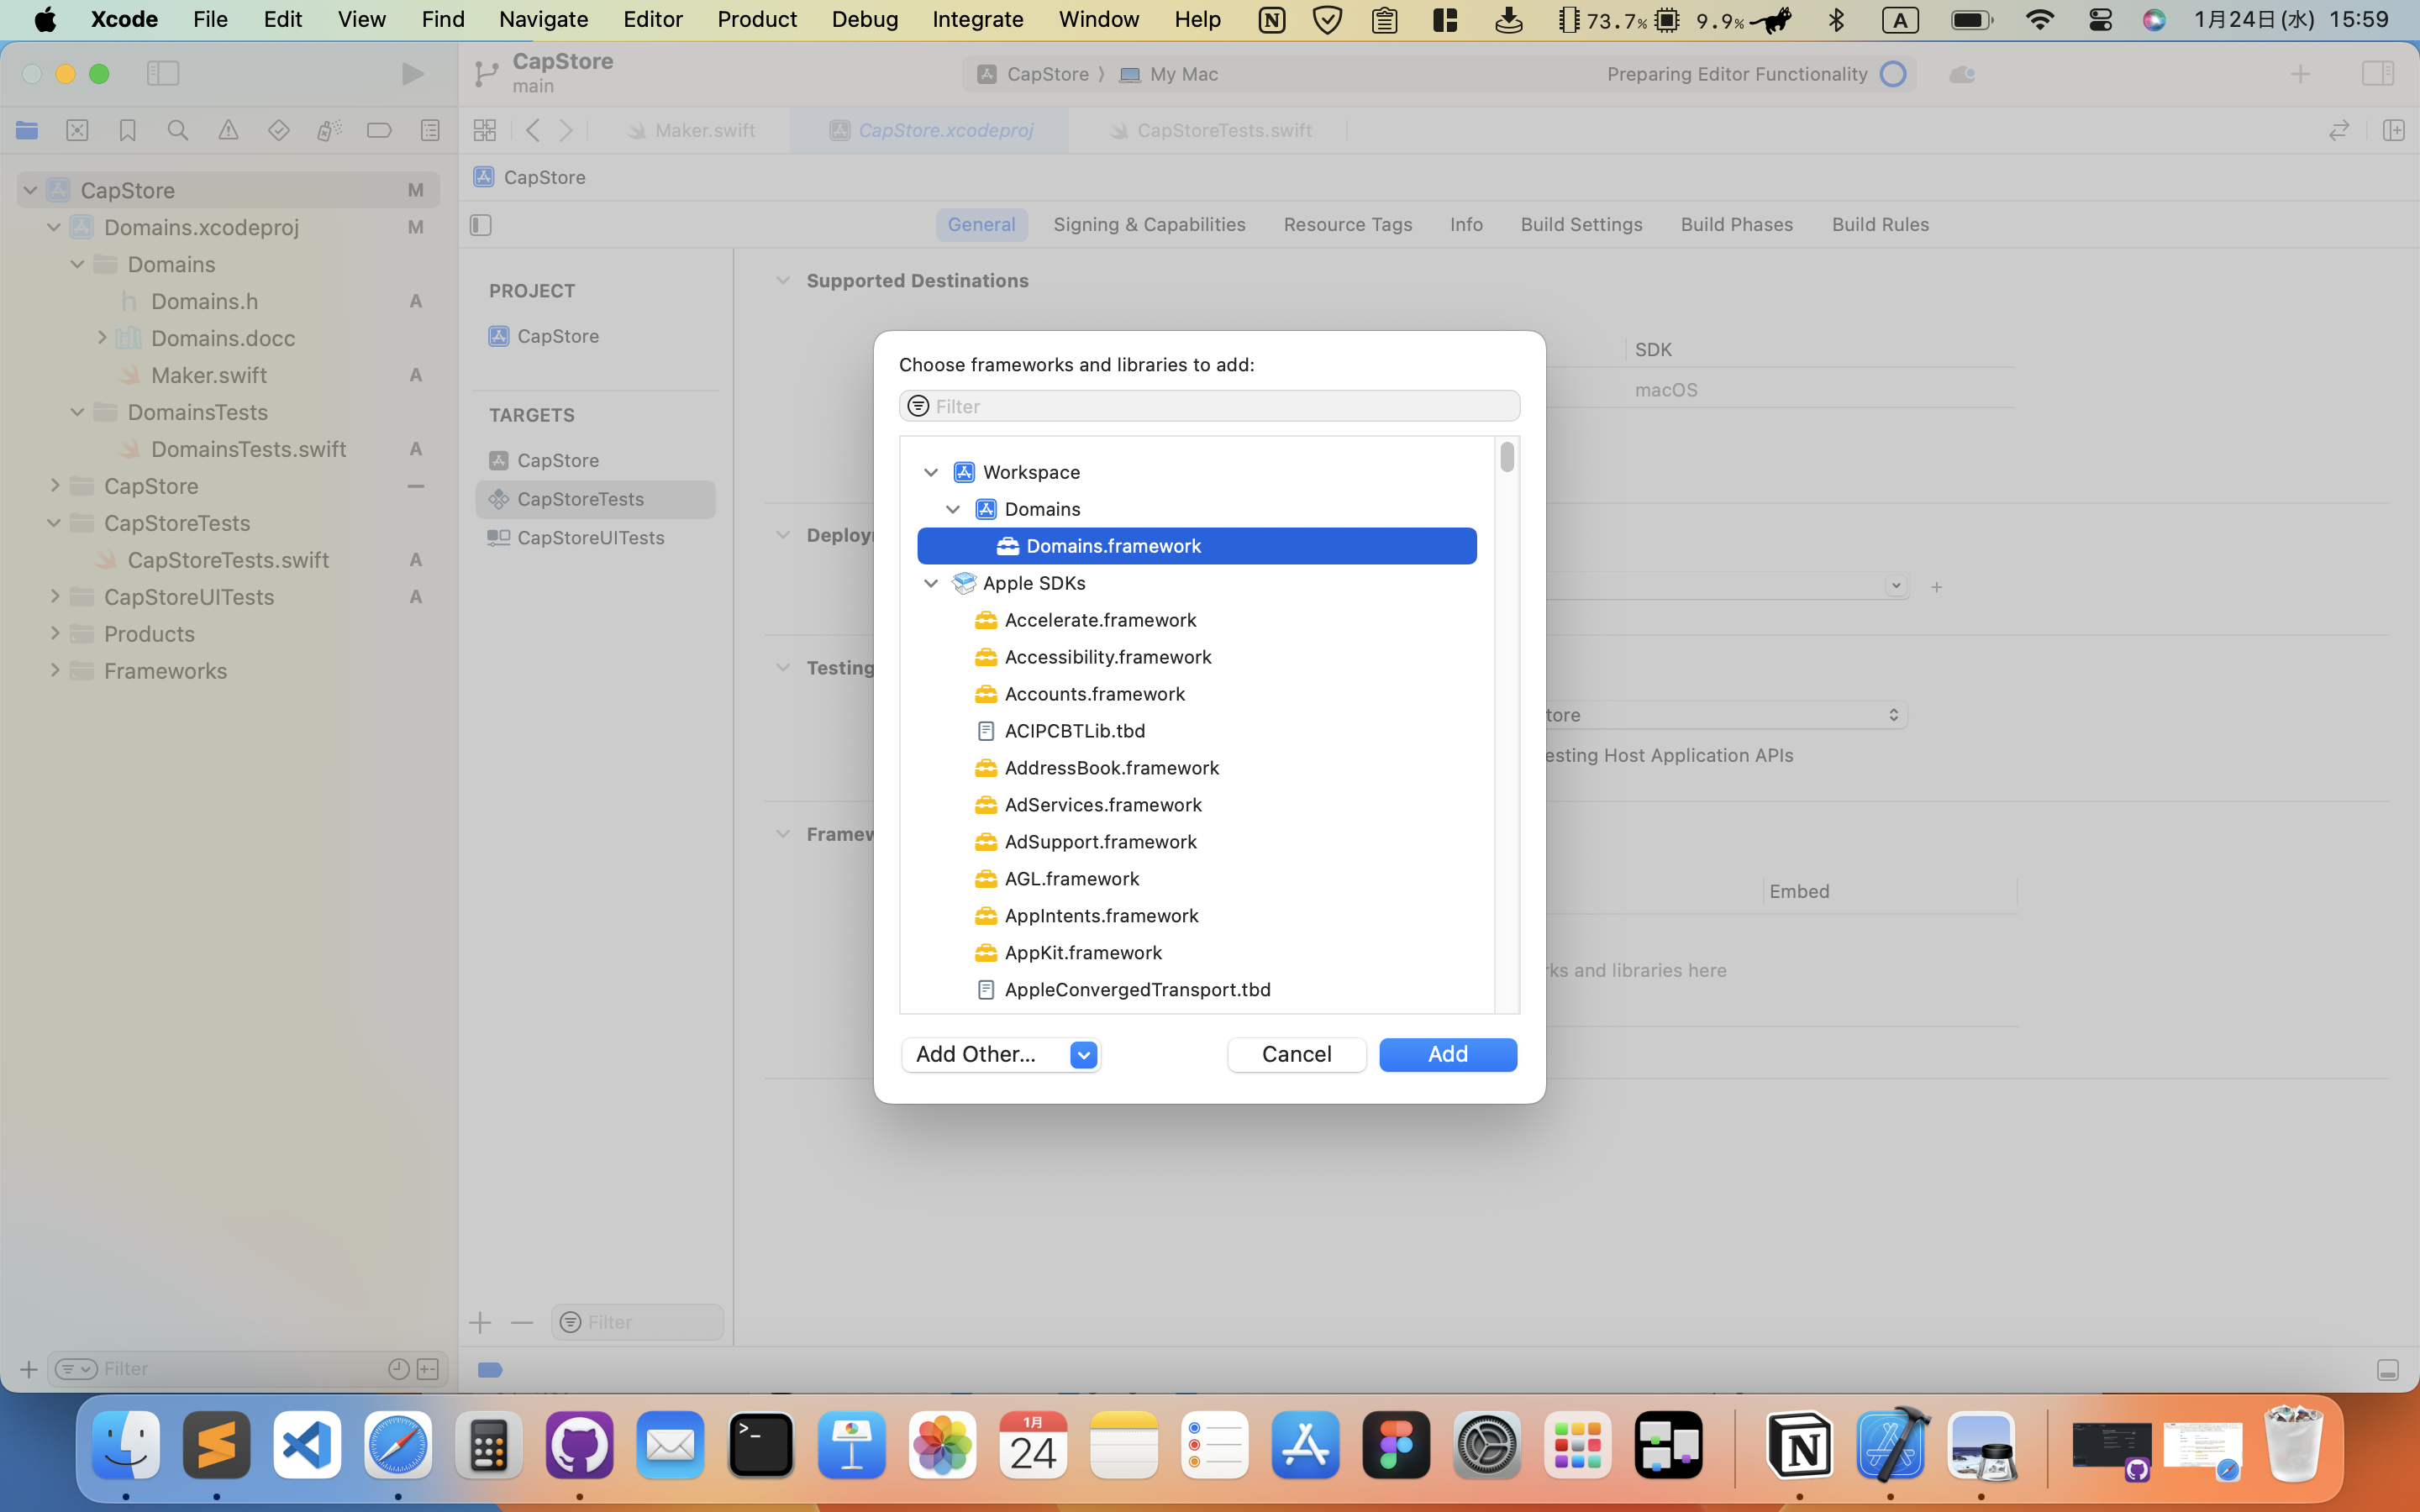 Xcode File Edit View Find Navigate Editor Product Debug Integrate Window Help 73.7% 9.9% A 1月24日(水) 15:59
CapStore
main
CapStore 〉 My Mac
Preparing Editor Functionality
Maker.swift
CapStore.xcodeproj
CapStoreTests.swift
CapStore
General Signing & Capabilities Resource Tags Info Build Settings Build Phases Build Rules
CapStore M
Domains.xcodeproj M
Domains
Domains.h A
Domains.docc
Maker.swift A
DomainsTests
DomainsTests.swift A
CapStore
CapStoreTests
CapStoreTests.swift A
CapStoreUITests A
Products
Frameworks
Filter
PROJECT
CapStore
TARGETS
CapStore
CapStoreTests
CapStoreUITests
Filter
Supported Destinations
SDK
macOS
Deploy
Testing
tore
esting Host Application APIs
Framew
Embed
ks and libraries here
Choose frameworks and libraries to add:
Filter
Workspace
Domains
Domains.framework
Apple SDKs
Accelerate.framework
Accessibility.framework
Accounts.framework
ACIPCBTLib.tbd
AddressBook.framework
AdServices.framework
AdSupport.framework
AGL.framework
AppIntents.framework
AppKit.framework
AppleConvergedTransport.tbd
Add Other...
Cancel
Add
1月
24